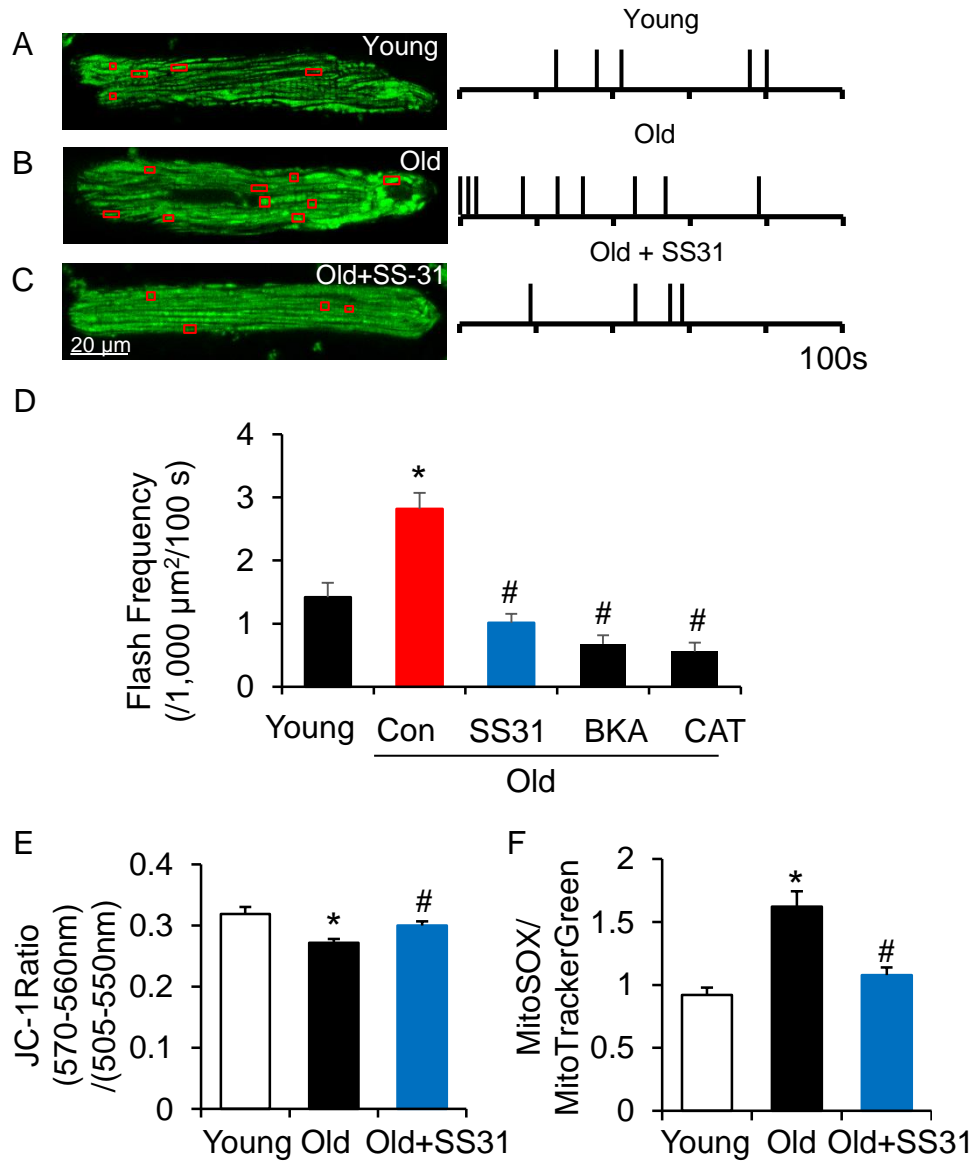 A
Young
Young
B
Old
Old
C
Old+SS-31
20 µm
Old + SS31
100s
D
Flash Frequency
(/1,000 µm²/100 s)
4
3
2
1
0
*
#
#
#
Young
Con
SS31
BKA
CAT
Old
E
JC-1Ratio
(570-560nm)
/(505-550nm)
0.4
0.3
0.2
0.1
0
*
#
Young Old Old+SS31
F
MitoSOX/
MitoTrackerGreen
2
1.5
1
0.5
0
*
#
Young Old Old+SS31